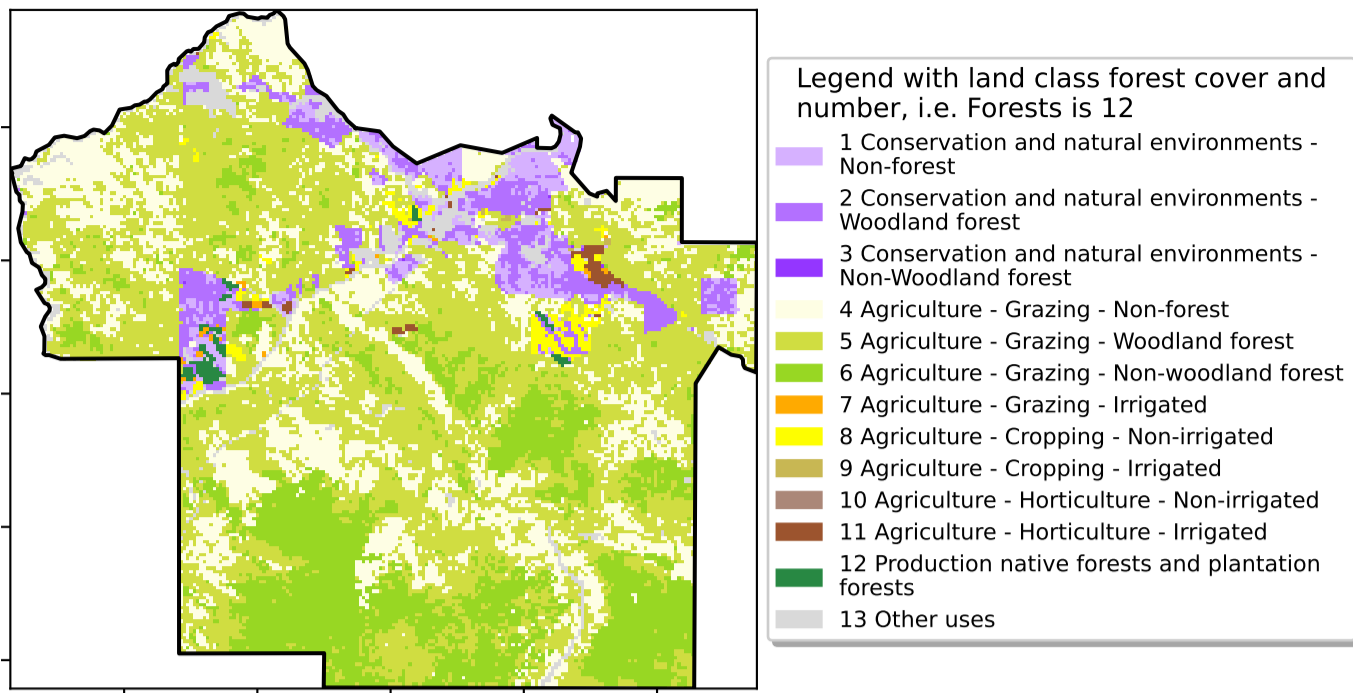 Legend with land class forest cover and
number, i.e. Forests is 12
1 Conservation and natural environments -
Non-forest
2 Conservation and natural environments -
Woodland forest
3 Conservation and natural environments -
Non-Woodland forest
4 Agriculture - Grazing - Non-forest
5 Agriculture - Grazing - Woodland forest
6 Agriculture - Grazing - Non-woodland forest
7 Agriculture - Grazing - Irrigated
8 Agriculture - Cropping - Non-irrigated
9 Agriculture - Cropping - Irrigated
10 Agriculture - Horticulture - Non-irrigated
11 Agriculture - Horticulture - Irrigated
12 Production native forests and plantation
forests
13 Other uses